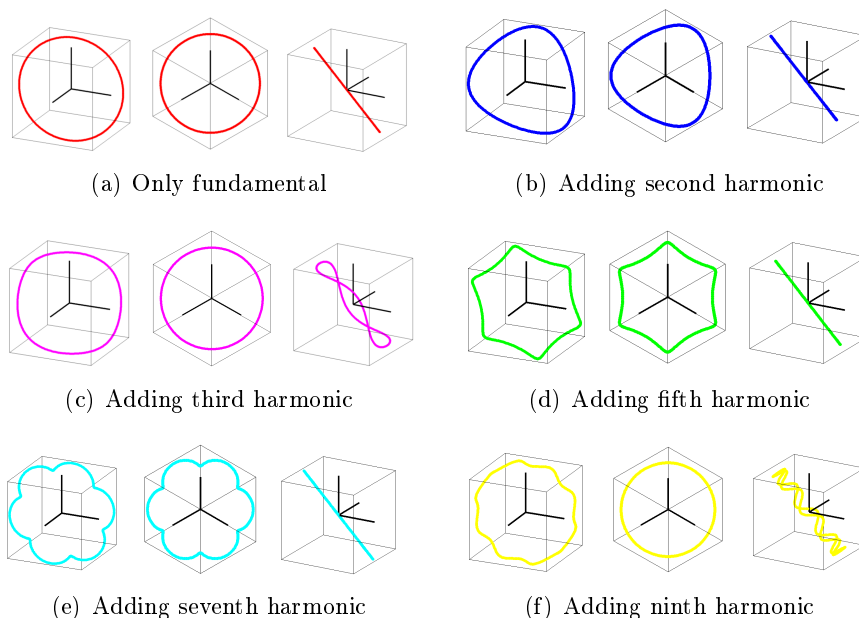 (a) Only fundamental
(b) Adding second harmonic
(c) Adding third harmonic
(d) Adding fifth harmonic
(e) Adding seventh harmonic
(f) Adding ninth harmonic